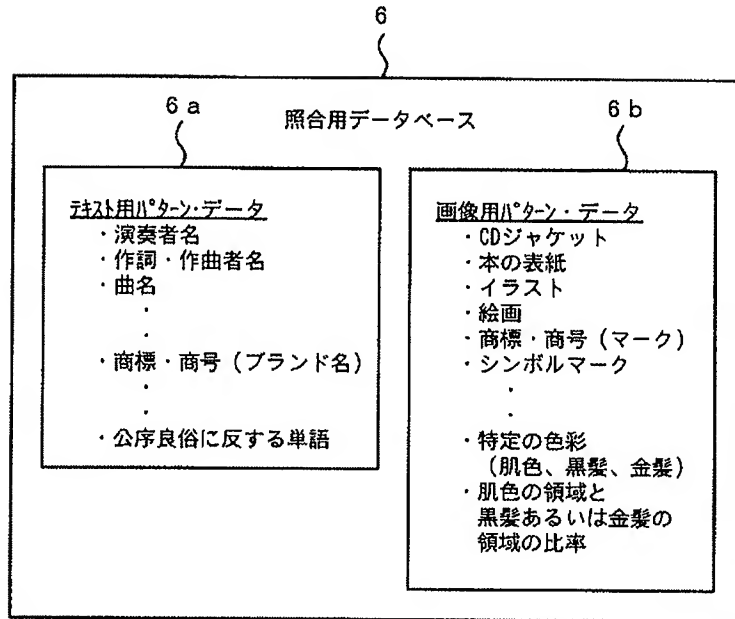 6
照合用データベース
6a
テキスト用パターン・データ
・演奏者名
・作詞・作曲者名
・曲名
・
・
・商標・商号（ブランド名）
・
・
・公序良俗に反する単語
6b
画像用パターン・データ
・CDジャケット
・本の表紙
・イラスト
・絵画
・商標・商号（マーク）
・シンボルマーク
・
・
・特定の色彩
（肌色、黒髪、金髪）
・肌色の領域と
黒髪あるいは金髪の
領域の比率